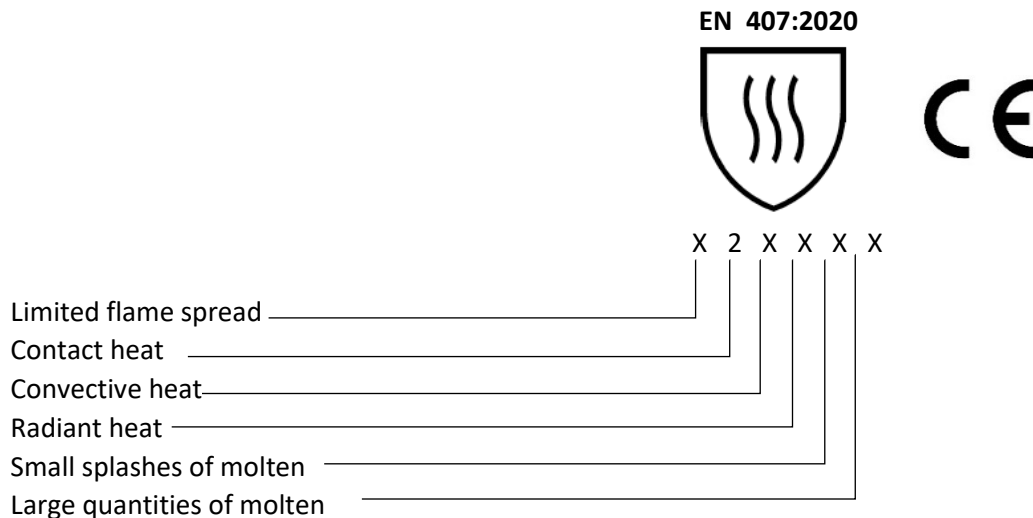 EN 407:2020
CE
X 2 X X X X
Limited flame spread
Contact heat
Convective heat
Radiant heat
Small splashes of molten
Large quantities of molten